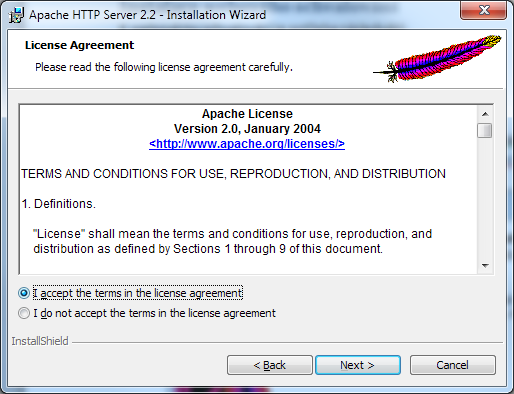 Apache HTTP Server 2.2 - Installation Wizard
License Agreement
Please read the following license agreement carefully.
Apache License
Version 2.0, January 2004
<http://www.apache.org/licenses/>
TERMS AND CONDITIONS FOR USE, REPRODUCTION, AND DISTRIBUTION
1. Definitions.
"License" shall mean the terms and conditions for use, reproduction, and
distribution as defined by Sections 1 through 9 of this document.
I accept the terms in the license agreement
I do not accept the terms in the license agreement
InstallShield
< Back Next > Cancel